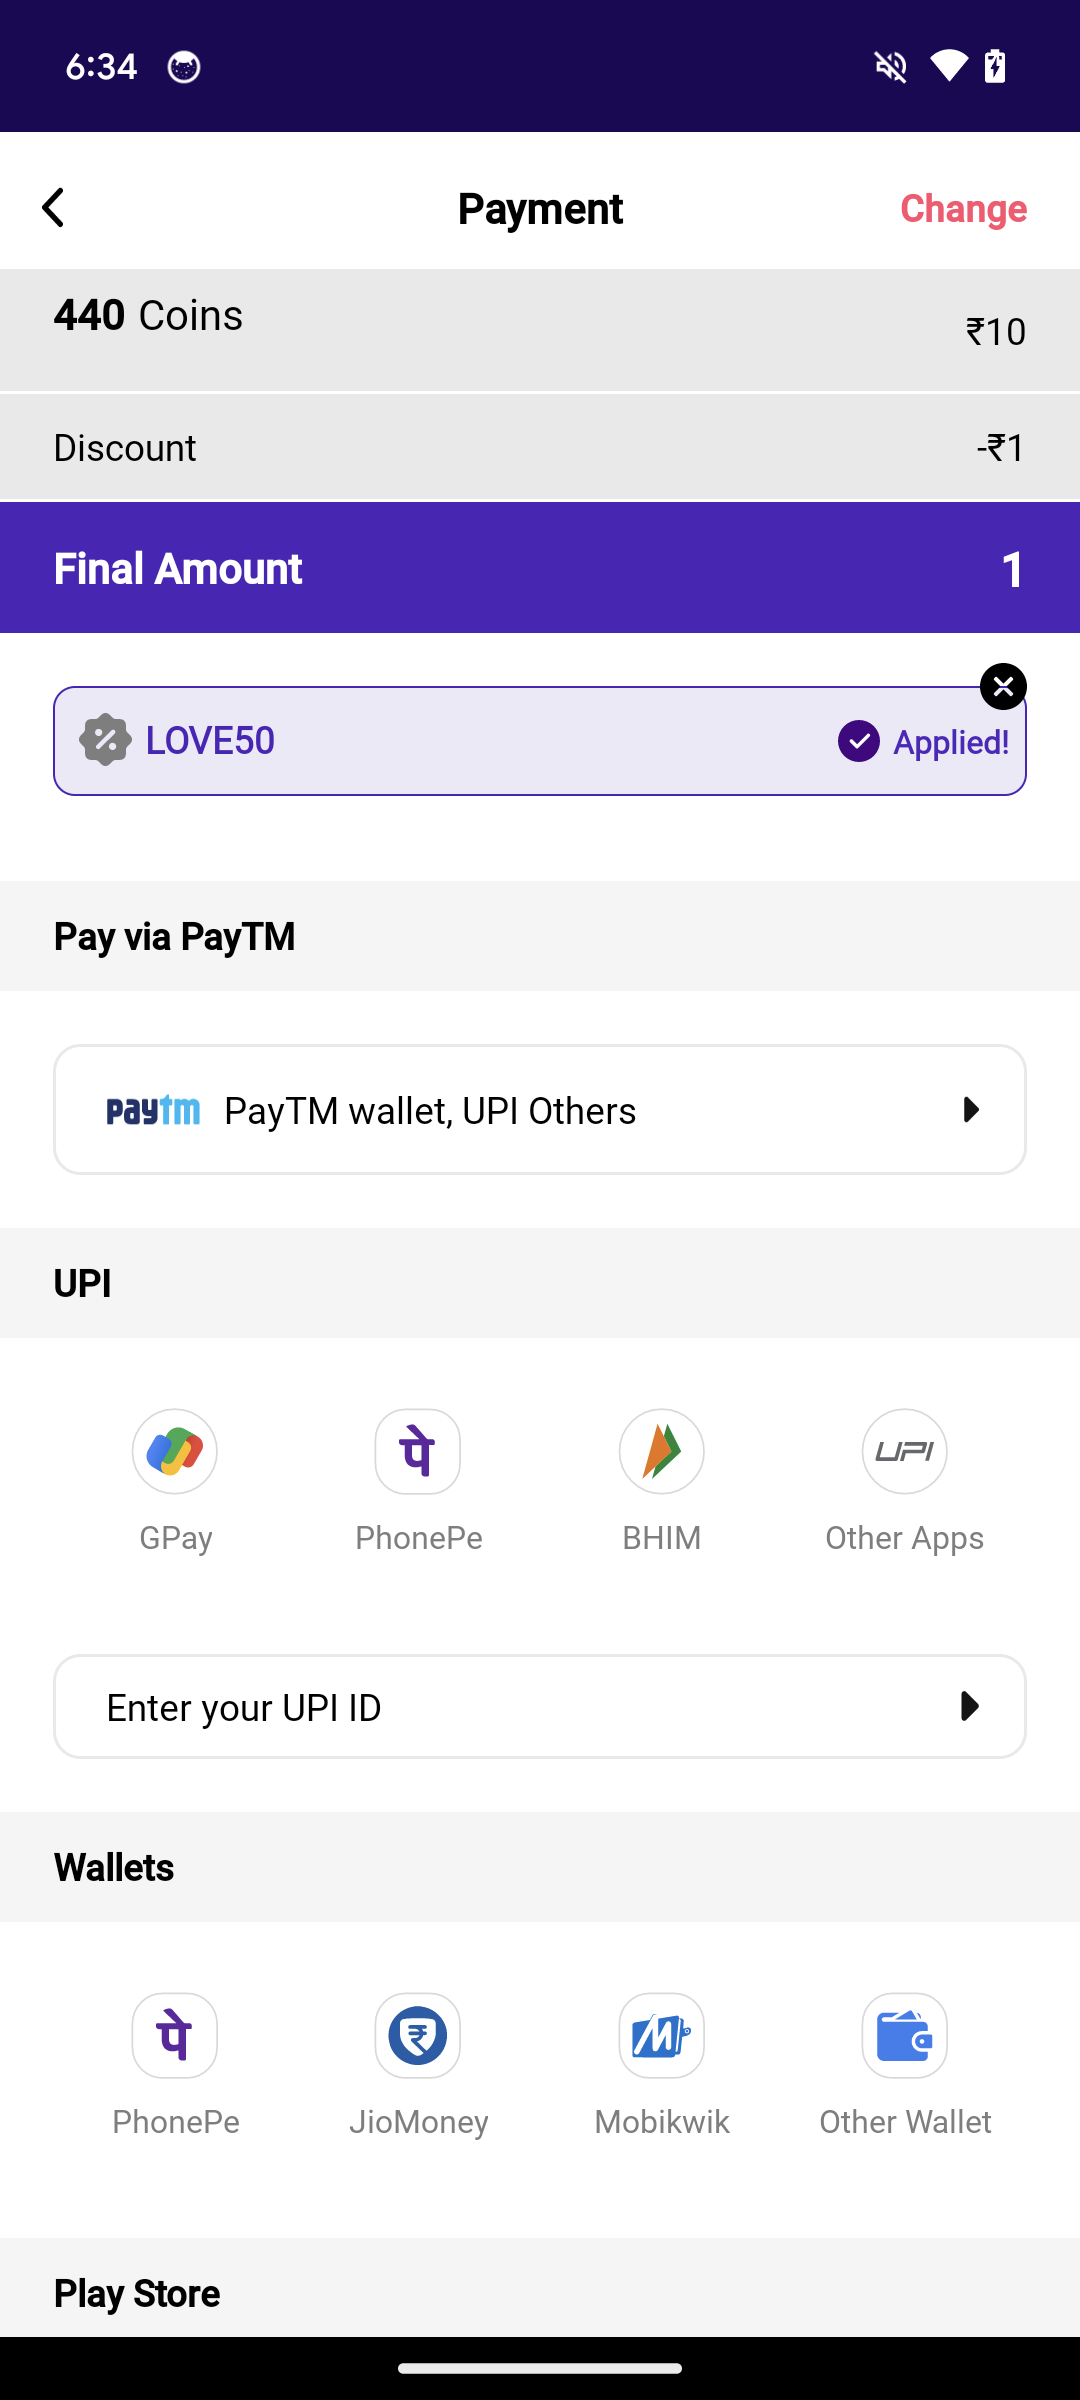 6:34
Payment
Change
440 Coins
₹10
Discount
-₹1
Final Amount
1
LOVE50
Applied!
Pay via PayTM
paytm PayTM wallet, UPI Others
UPI
पे
UPI
GPay
PhonePe
BHIM
Other Apps
Enter your UPI ID
Wallets
पे
₹
M
PhonePe
JioMoney
Mobikwik
Other Wallet
Play Store